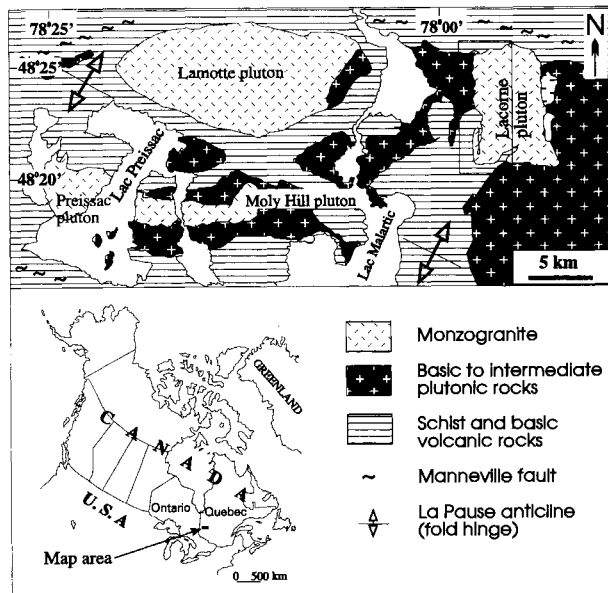 78°25'
78°00'
N
48°25'
Lamotte pluton
Lacorne
pluton
Lac Preissac
48°20'
Preissac
pluton
Moly Hill pluton
Lac Malartic
5 km
GREENLAND
CANADA
U.S.A
Ontario
Quebec
Map area
0 500 km
Monzogranite
Basic to intermediate
plutonic rocks
Schist and basic
volcanic rocks
Manneville fault
La Pause anticline
(fold hinge)